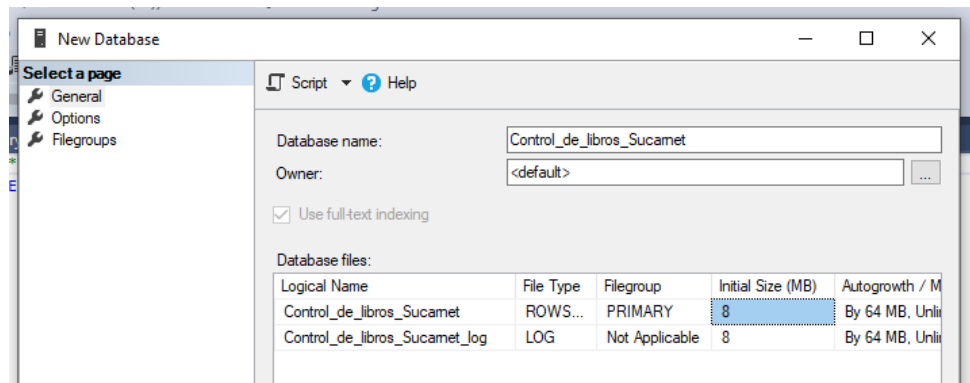 New Database
Select a page
General
Options
Filegroups
Script
Help
Database name:
Control_de_libros_Sucamet
Owner:
<default>
...
Use full-text indexing
Database files:
Logical Name File Type Filegroup Initial Size (MB) Autogrowth / M
Control_de_libros_Sucamet ROWS... PRIMARY 8 By 64 MB, Unli
Control_de_libros_Sucamet_log LOG Not Applicable 8 By 64 MB, Unli